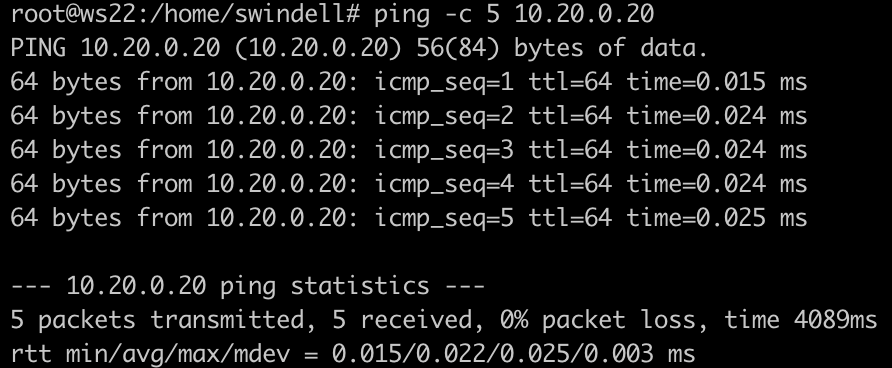 root@ws22:/home/swindell# ping -c 5 10.20.0.20
PING 10.20.0.20 (10.20.0.20) 56(84) bytes of data.
64 bytes from 10.20.0.20: icmp_seq=1 ttl=64 time=0.015 ms
64 bytes from 10.20.0.20: icmp_seq=2 ttl=64 time=0.024 ms
64 bytes from 10.20.0.20: icmp_seq=3 ttl=64 time=0.024 ms
64 bytes from 10.20.0.20: icmp_seq=4 ttl=64 time=0.024 ms
64 bytes from 10.20.0.20: icmp_seq=5 ttl=64 time=0.025 ms
--- 10.20.0.20 ping statistics ---
5 packets transmitted, 5 received, 0% packet loss, time 4089ms
rtt min/avg/max/mdev = 0.015/0.022/0.025/0.003 ms